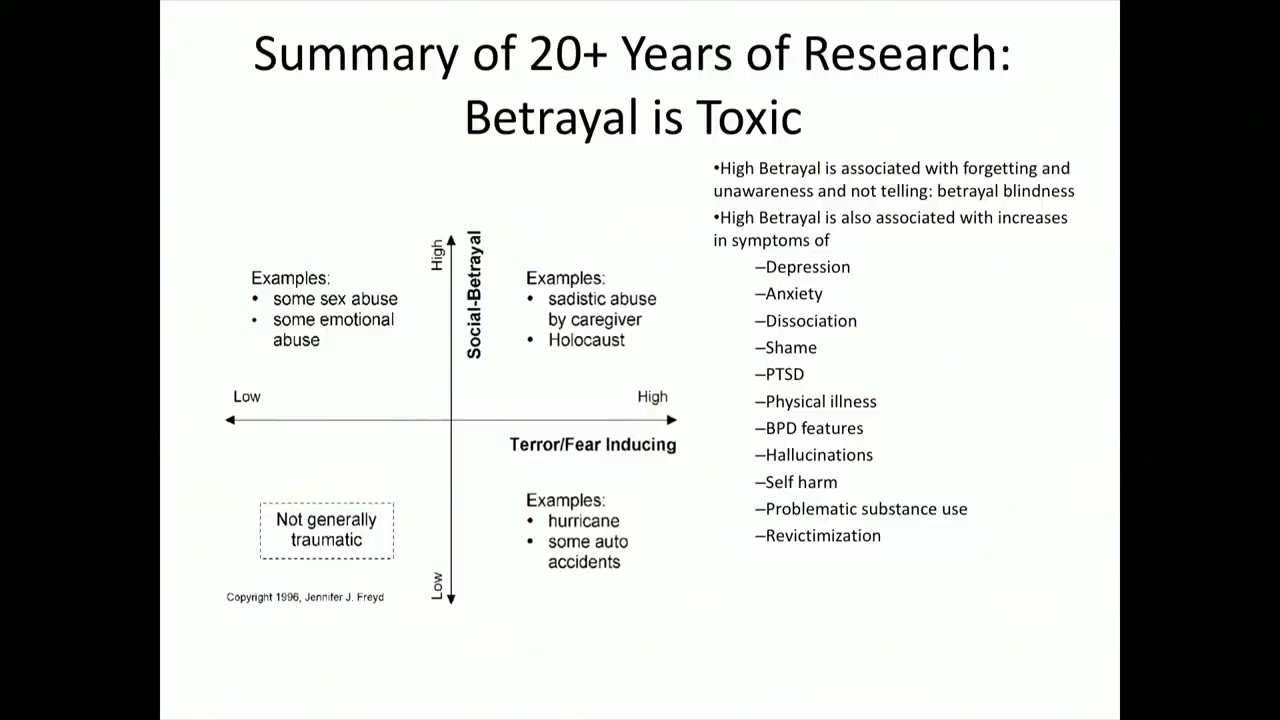 Summary of 20+ Years of Research:
Betrayal is Toxic
•High Betrayal is associated with forgetting and
unawareness and not telling: betrayal blindness
•High Betrayal is also associated with increases
in symptoms of
–Depression
–Anxiety
–Dissociation
–Shame
–PTSD
–Physical illness
–BPD features
–Hallucinations
–Self harm
–Problematic substance use
–Revictimization
High
Social-Betrayal
Examples:
• some sex abuse
• some emotional
abuse
Examples:
• sadistic abuse
by caregiver
• Holocaust
Low
High
Terror/Fear Inducing
Not generally
traumatic
Examples:
• hurricane
• some auto
accidents
Low
Copyright 1996, Jennifer J. Freyd